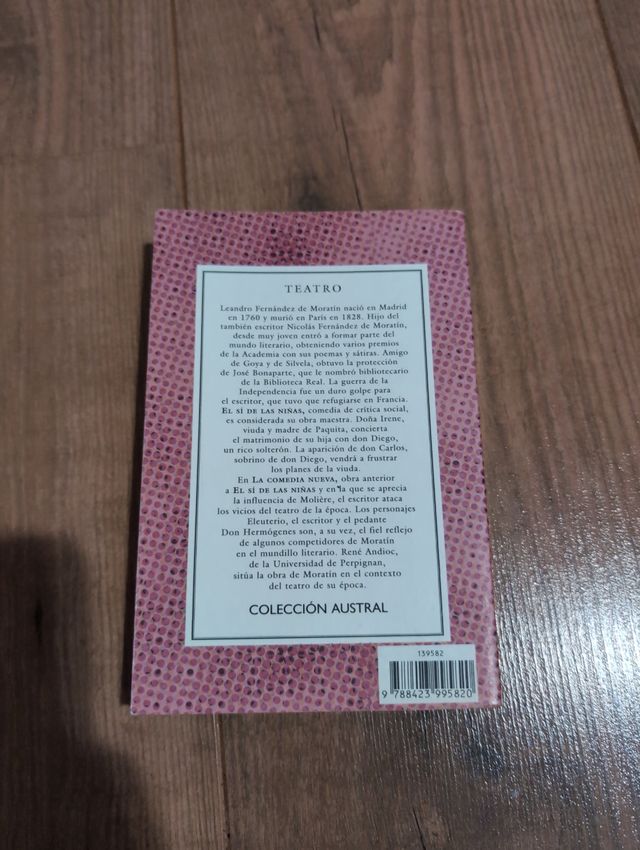 TEATRO
Leandro Fernández de Moratín nació en Madrid
en 1760 y murió en París en 1828. Hijo del
también escritor Nicolás Fernández de Moratín,
desde muy joven entró a formar parte del
mundo literario, obteniendo varios premios
de la Academia con sus poemas y sátiras. Amigo
de Goya y de Silvela, obtuvo la protección
de José Bonaparte, que le nombró bibliotecario
de la Biblioteca Real. La guerra de la
Independencia fue un duro golpe para
el escritor, que tuvo que refugiarse en Francia.
EL SÍ DE LAS NIÑAS, comedia de crítica social,
es considerada su obra maestra. Doña Irene,
viuda y madre de Paquita, concierta
el matrimonio de su hija con don Diego,
un rico solterón. La aparición de don Carlos,
sobrino de don Diego, vendrá a frustrar
los planes de la viuda.
En LA COMEDIA NUEVA, obra anterior
a EL SÍ DE LAS NIÑAS y en la que se aprecia
la influencia de Molière, el escritor ataca
los vicios del teatro de la época. Los personajes
Eleuterio, el escritor y el pedante
Don Hermógenes son, a su vez, el fiel reflejo
de algunos competidores de Moratín
en el mundillo literario. René Andioc,
de la Universidad de Perpignan,
sitúa la obra de Moratín en el contexto
del teatro de su época.
COLECCIÓN AUSTRAL
139582
9 788423 995820